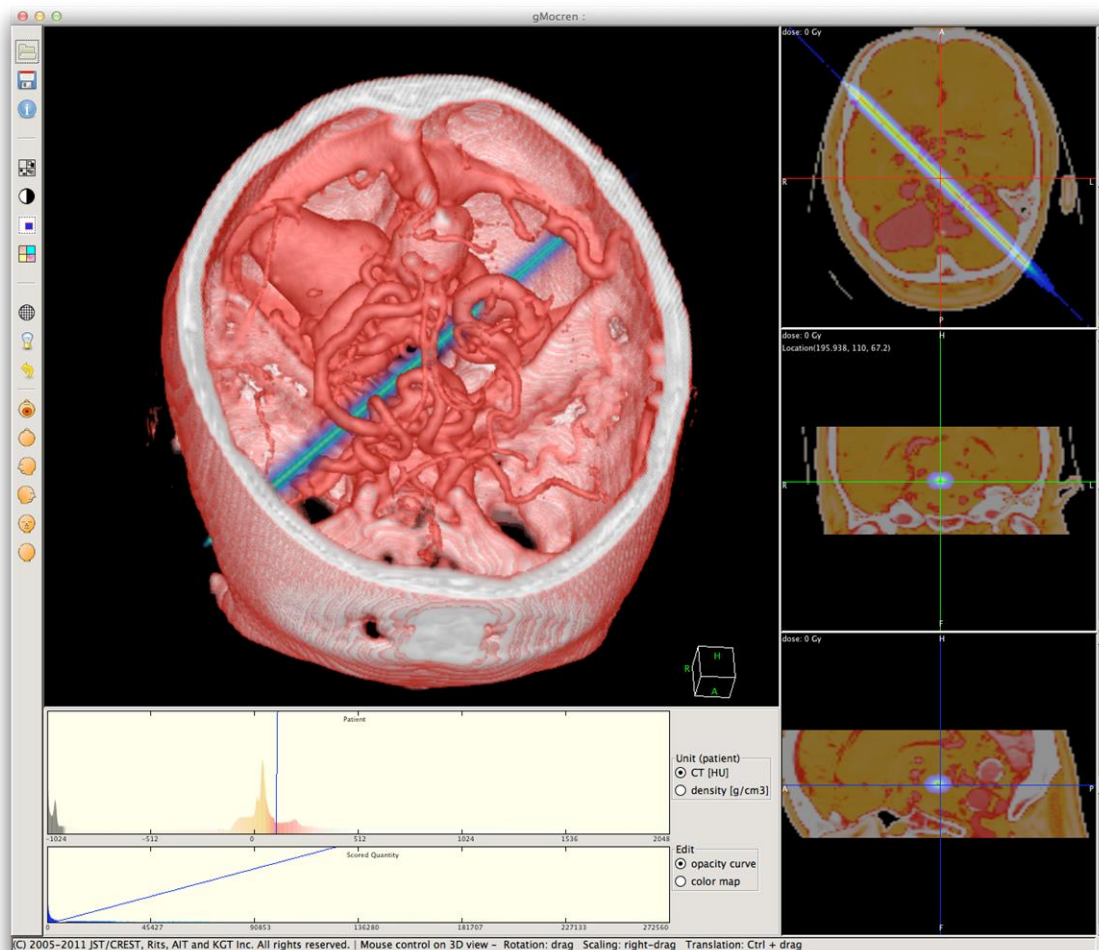 gMocren :
dose: 0 Gy
A
R
L
P
dose: 0 Gy
H
Location(195.938, 110, 67.2)
R
L
F
dose: 0 Gy
H
A
P
F
H
R
A
Patient
-1024 -512 0 512 1024 1536 2048
Unit (patient)
CT [HU]
density [g/cm3]
Scored Quantity
0 45427 90853 136280 181707 227133 272560
Edit
opacity curve
color map
(C) 2005-2011 JST/CREST, Rits, AIT and KGT Inc. All rights reserved. | Mouse control on 3D view - Rotation: drag Scaling: right-drag Translation: Ctrl + drag